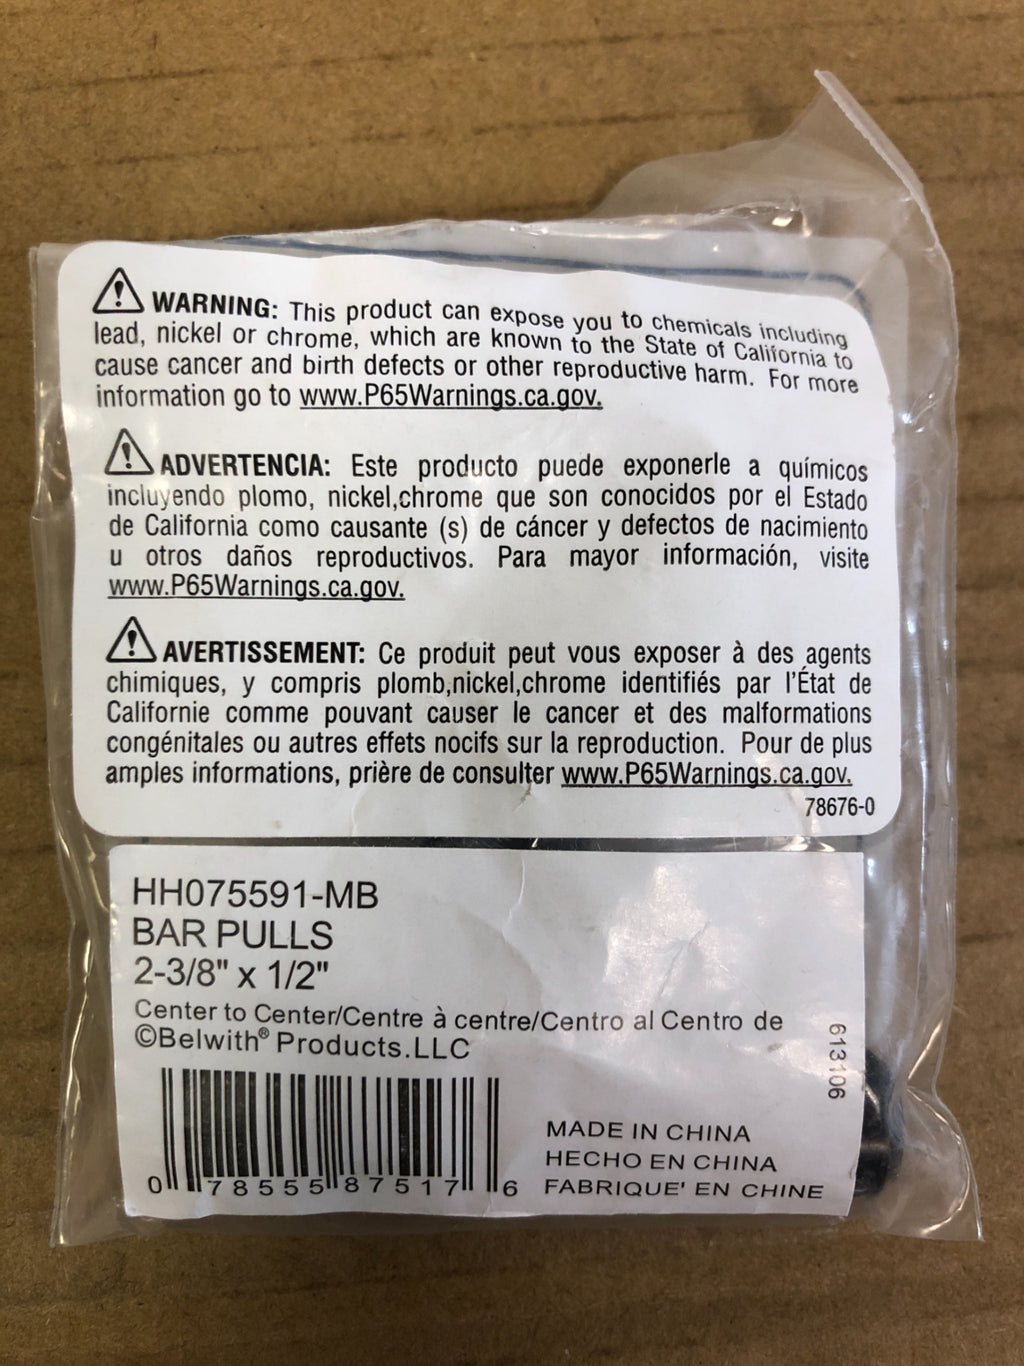 WARNING: This product can expose you to chemicals including
lead, nickel or chrome, which are known to the State of California to
cause cancer and birth defects or other reproductive harm. For more
information go to www.P65Warnings.ca.gov.
ADVERTENCIA: Este producto puede exponerle a químicos
incluyendo plomo, nickel,chrome que son conocidos por el Estado
de California como causante (s) de cáncer y defectos de nacimiento
u otros daños reproductivos. Para mayor información, visite
www.P65Warnings.ca.gov.
AVERTISSEMENT: Ce produit peut vous exposer à des agents
chimiques, y compris plomb,nickel,chrome identifiés par l'État de
Californie comme pouvant causer le cancer et des malformations
congénitales ou autres effets nocifs sur la reproduction. Pour de plus
amples informations, prière de consulter www.P65Warnings.ca.gov.
78676-0
HH075591-MB
BAR PULLS
2-3/8" x 1/2"
Center to Center/Centre à centre/Centro al Centro de
©Belwith® Products.LLC
613106
MADE IN CHINA
HECHO EN CHINA
FABRIQUE' EN CHINE
0 78555 87517 6